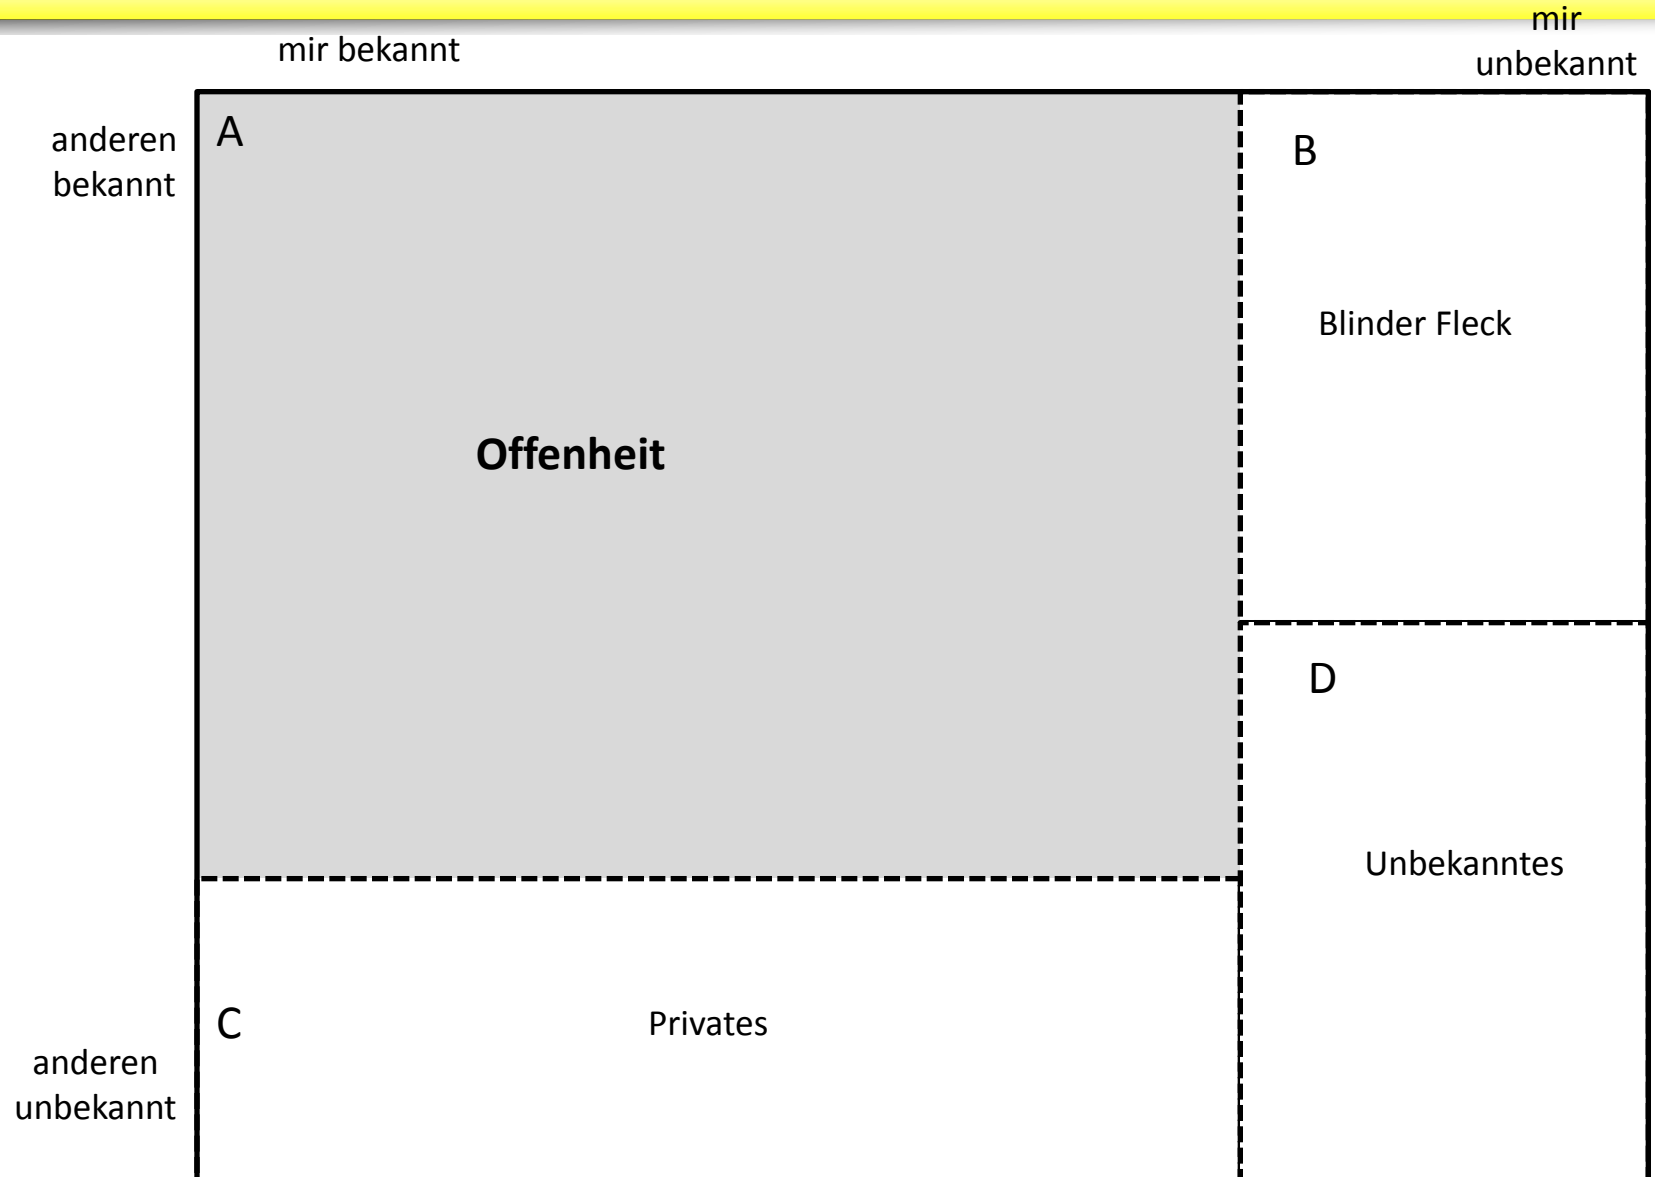 mir bekannt
mir
unbekannt
anderen
bekannt
A
B
Blinder Fleck
Offenheit
D
Unbekanntes
C
Privates
anderen
unbekannt